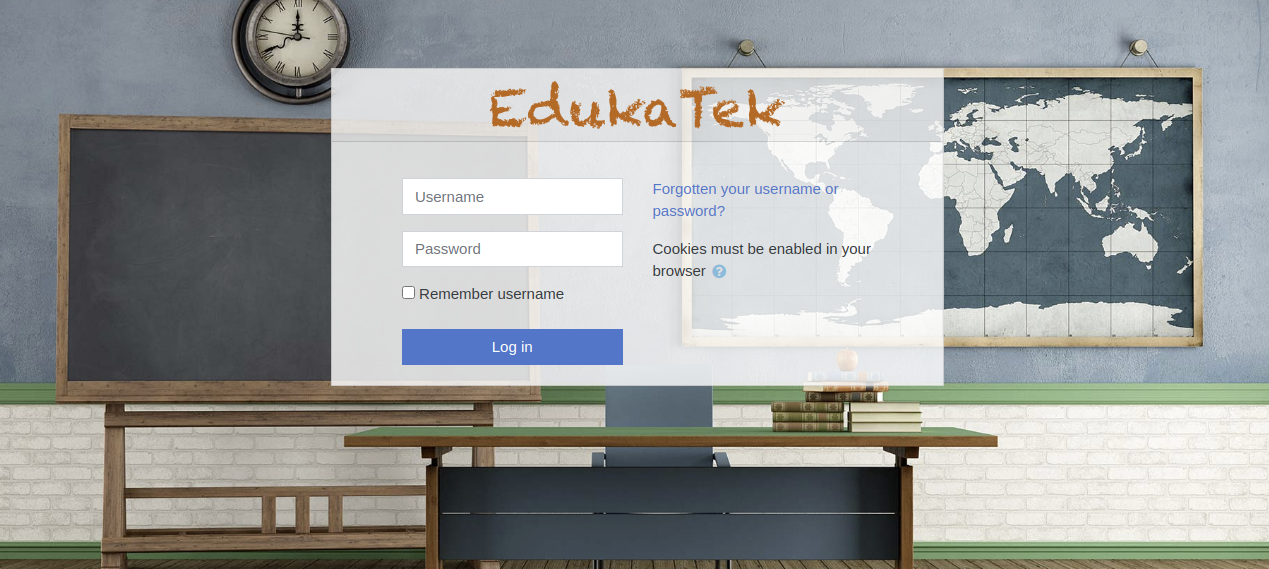 EdukaTek
Username
Forgotten your username or
password?
Password
Cookies must be enabled in your
browser
Remember username
Log in